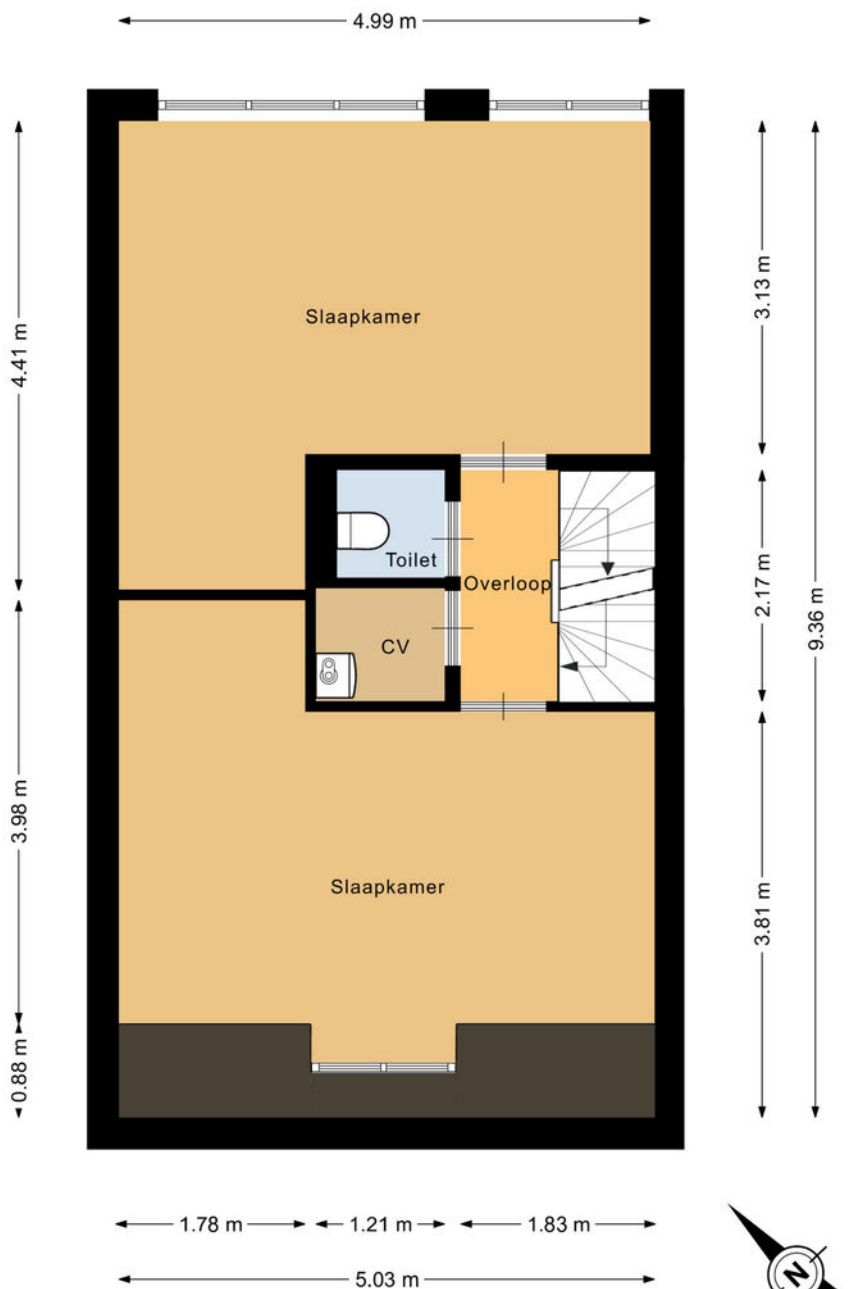 4.99 m
4.41 m
3.13 m
Slaapkamer
Toilet
Overloop
2.17 m
9.36 m
CV
3.98 m
Slaapkamer
3.81 m
0.88 m
1.78 m
1.21 m
1.83 m
5.03 m
N